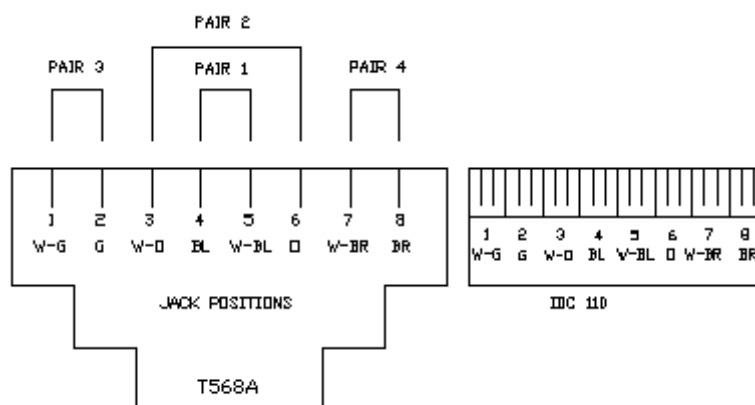 PAIR 2
PAIR 3 PAIR 1 PAIR 4
1 2 3 4 5 6 7 8
W-G G W-O BL W-BL O W-BR BR
JACK POSITIONS
T568A
1 2 3 4 5 6 7 8
W-G G W-O BL W-BL O W-BR BR
IDC 110